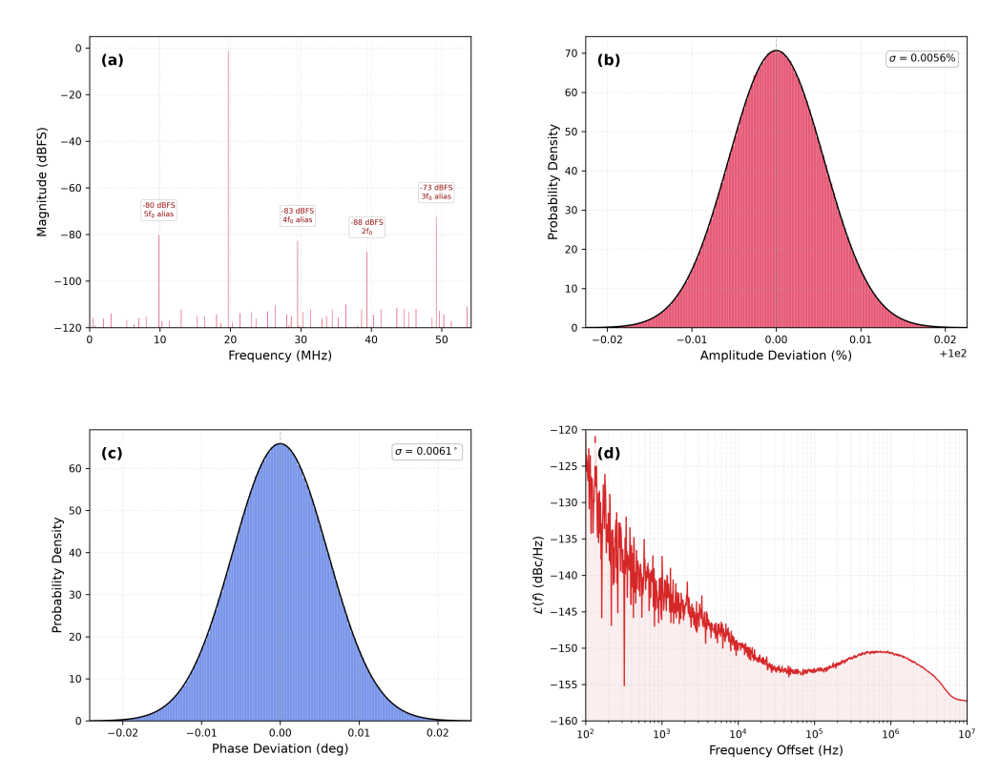 (a)
0
−20
−40
−60
−80
−100
−120
Magnitude (dBFS)
-80 dBFS
5f₀ alias
-83 dBFS
4f₀ alias
-88 dBFS
2f₀
-73 dBFS
3f₀ alias
0 10 20 30 40 50
Frequency (MHz)
(b)
σ = 0.0056%
70
60
50
40
30
20
10
0
Probability Density
−0.02 −0.01 0.00 0.01 0.02
+1e2
Amplitude Deviation (%)
(c)
σ = 0.0061°
60
50
40
30
20
10
0
Probability Density
−0.02 −0.01 0.00 0.01 0.02
Phase Deviation (deg)
(d)
−120
−125
−130
−135
−140
−145
−150
−155
−160
ℒ(f) (dBc/Hz)
10² 10³ 10⁴ 10⁵ 10⁶ 10⁷
Frequency Offset (Hz)